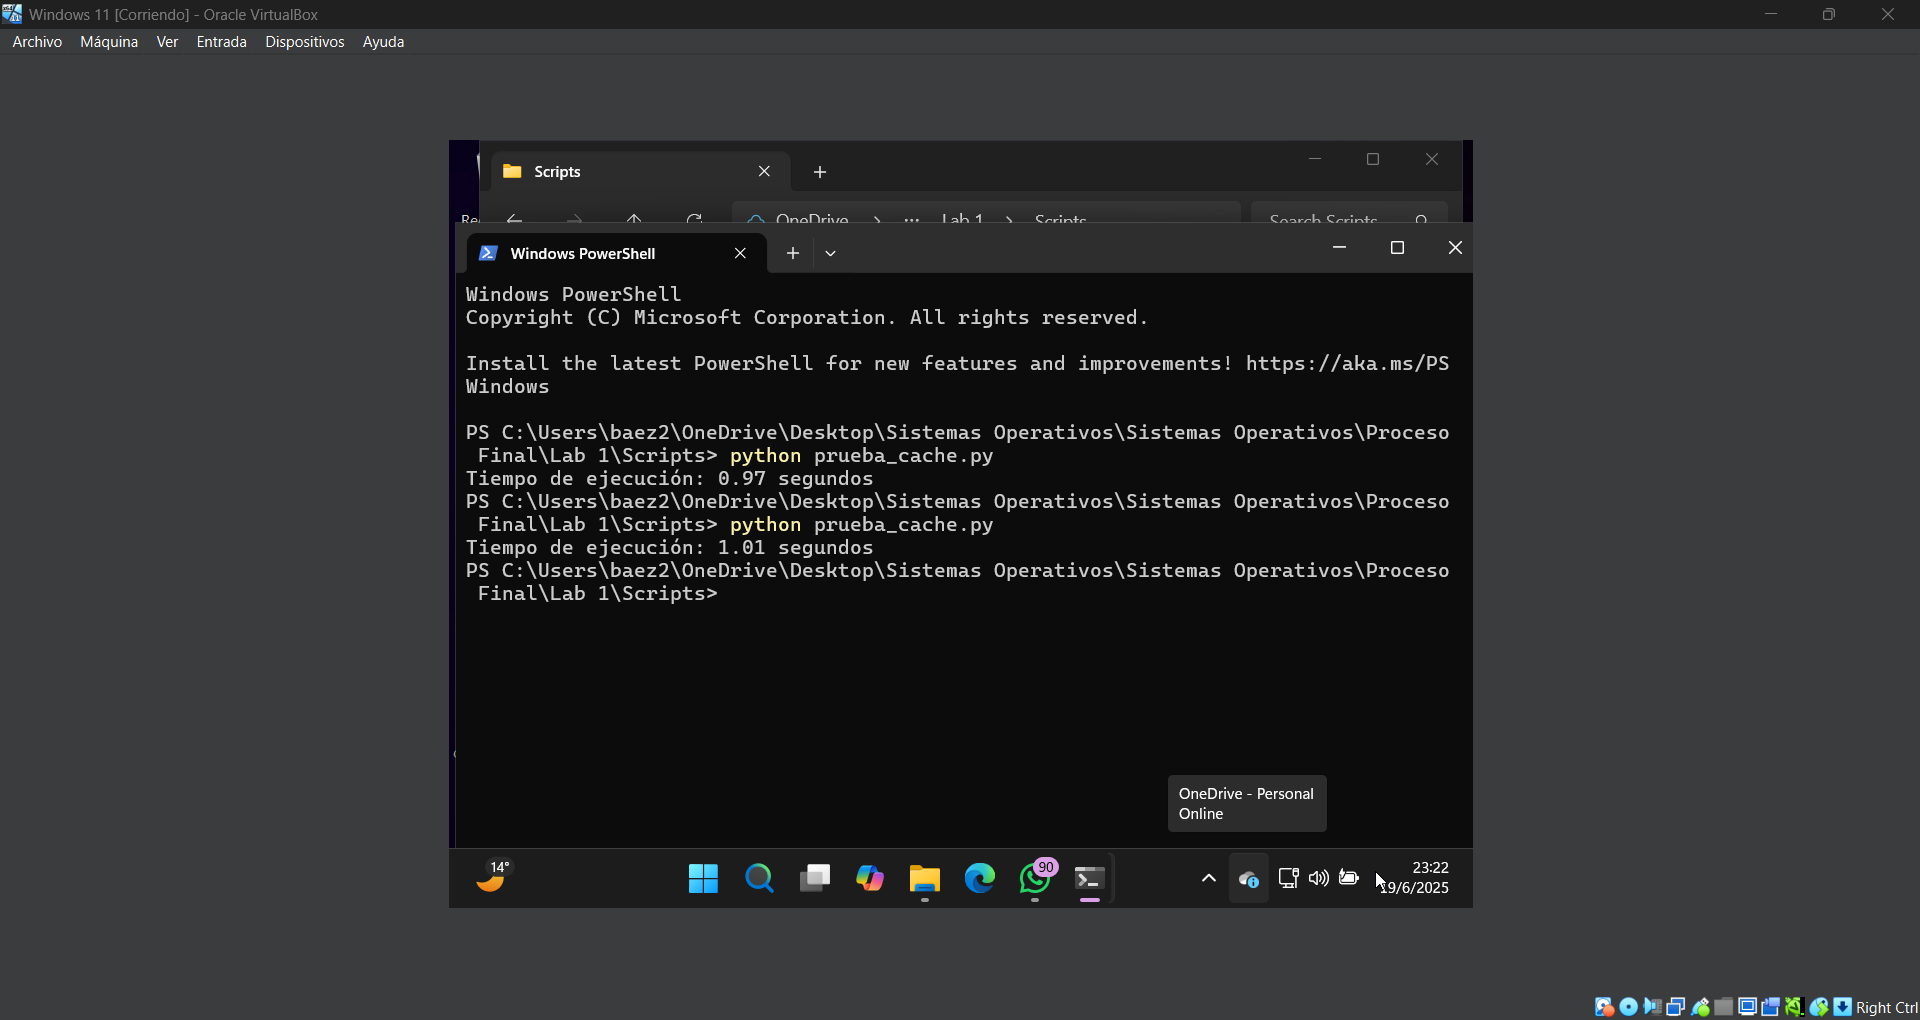 Windows 11 [Corriendo] - Oracle VirtualBox
Archivo Máquina Ver Entrada Dispositivos Ayuda
Scripts
OneDrive > ... Lab 1 > Scripts Search Scripts
Re
Windows PowerShell
Windows PowerShell
Copyright (C) Microsoft Corporation. All rights reserved.
Install the latest PowerShell for new features and improvements! https://aka.ms/PS
Windows
PS C:\Users\baez2\OneDrive\Desktop\Sistemas Operativos\Sistemas Operativos\Proceso
Final\Lab 1\Scripts> python prueba_cache.py
Tiempo de ejecución: 0.97 segundos
PS C:\Users\baez2\OneDrive\Desktop\Sistemas Operativos\Sistemas Operativos\Proceso
Final\Lab 1\Scripts> python prueba_cache.py
Tiempo de ejecución: 1.01 segundos
PS C:\Users\baez2\OneDrive\Desktop\Sistemas Operativos\Sistemas Operativos\Proceso
Final\Lab 1\Scripts>
OneDrive - Personal
Online
14°
90
23:22
19/6/2025
Right Ctrl